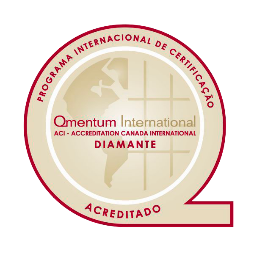 PROGRAMA INTERNACIONAL DE CERTIFICAÇÃO
Qmentum International
ACI - ACCREDITATION CANADA INTERNATIONAL
DIAMANTE
ACREDITADO